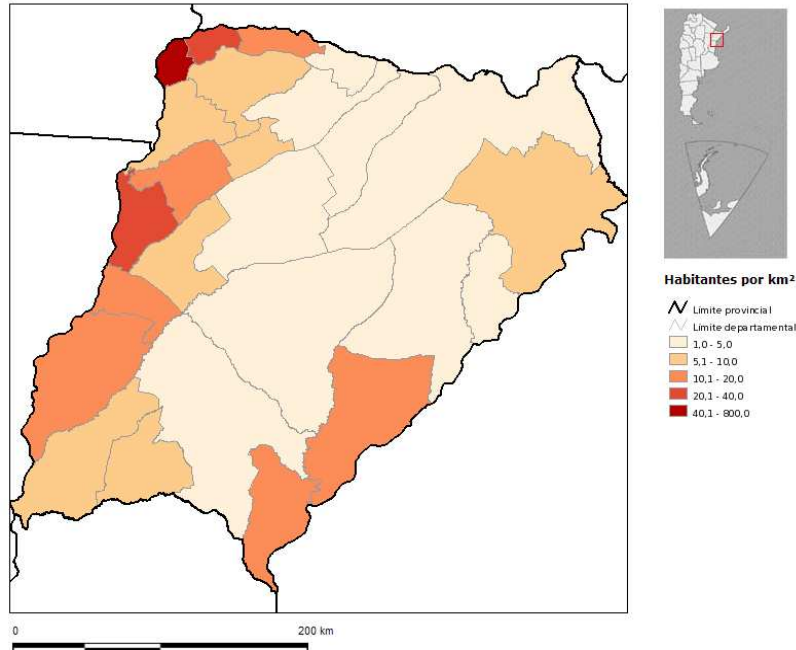 Habitantes por km²
Límite provincial
Límite departamental
1,0 - 5,0
5,1 - 10,0
10,1 - 20,0
20,1 - 40,0
40,1 - 800,0
0 200 km